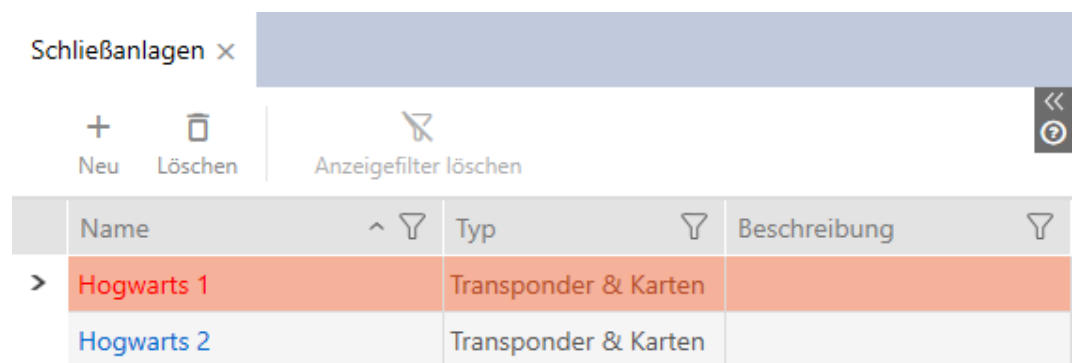 Schließanlagen
Neu Löschen Anzeigefilter löschen
Name Typ Beschreibung
Hogwarts 1 Transponder & Karten
Hogwarts 2 Transponder & Karten